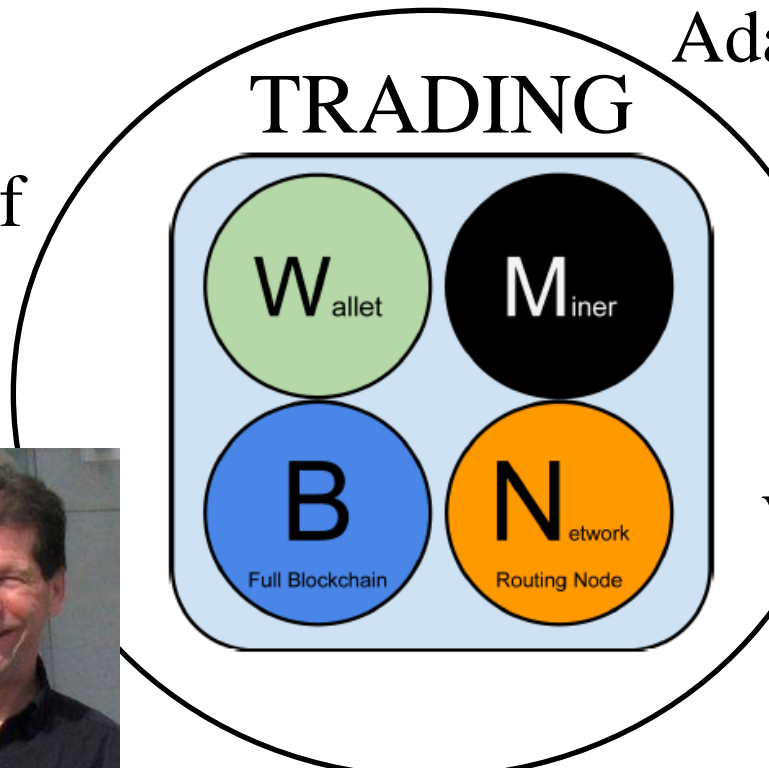 Ada
TRADING
f
Wallet
Miner
B
Full Blockchain
Network
Routing Node